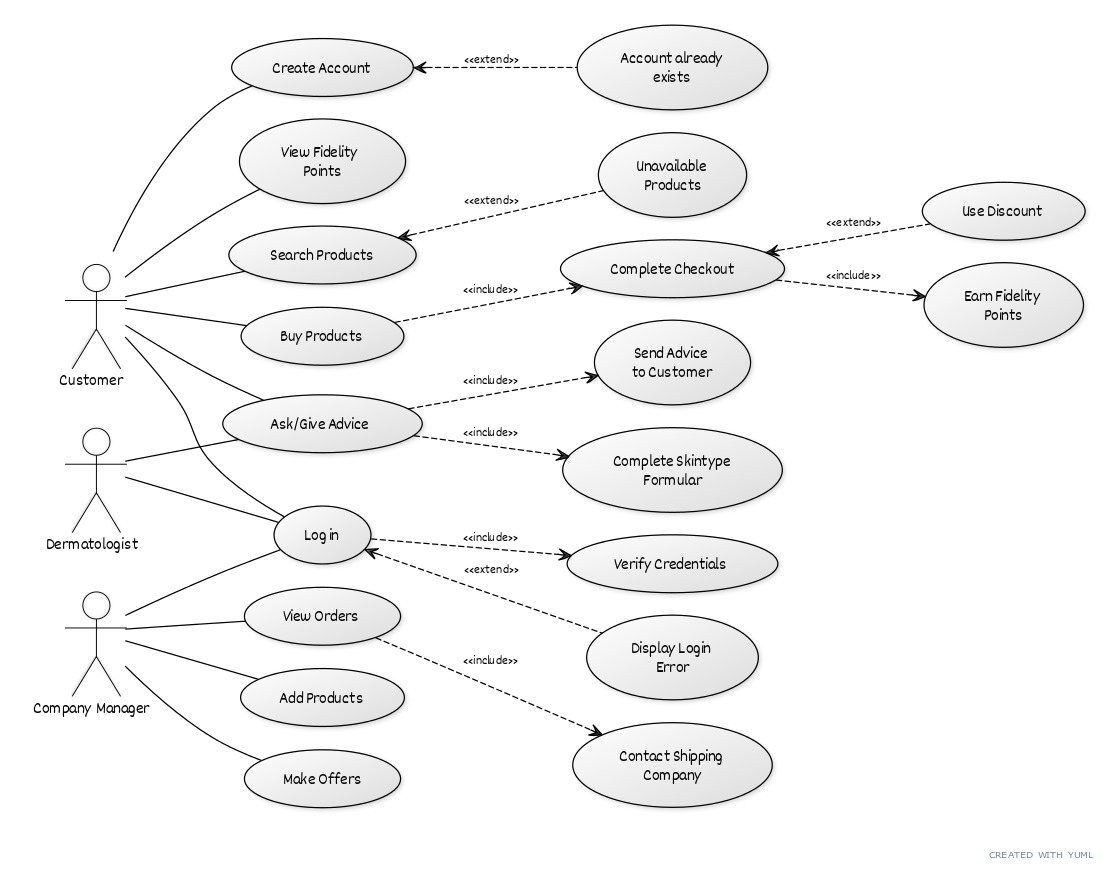 Create Account
<<extend>>
Account already
exists
View Fidelity
Points
Unavailable
Products
<<extend>>
Search Products
Use Discount
<<extend>>
Complete Checkout
<<include>>
<<include>>
Earn Fidelity
Points
Buy Products
Customer
Send Advice
to Customer
<<include>>
Ask/Give Advice
<<include>>
Complete Skintype
Formular
Dermatologist
Login
<<include>>
Verify Credentials
<<extend>>
View Orders
Display Login
Error
<<include>>
Company Manager
Add Products
Contact Shipping
Company
Make Offers
CREATED WITH YUML